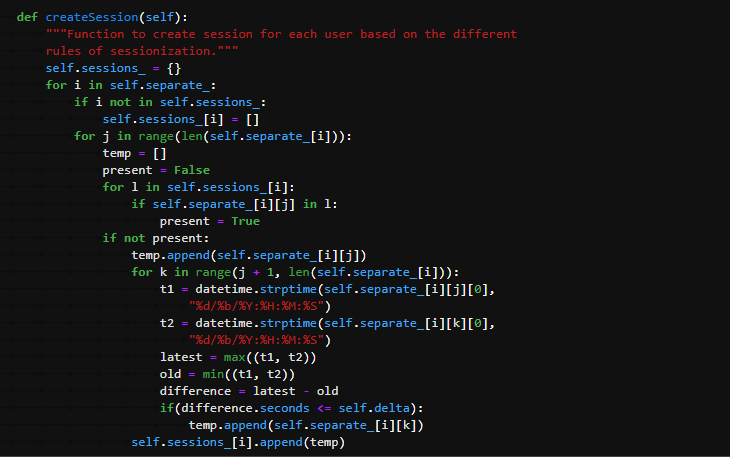 def createSession(self):
    """Function to create session for each user based on the different
    rules of sessionization."""
    self.sessions_ = {}
    for i in self.separate_:
        if i not in self.sessions_:
            self.sessions_[i] = []
        for j in range(len(self.separate_[i])):
            temp = []
            present = False
            for l in self.sessions_[i]:
                if self.separate_[i][j] in l:
                    present = True
            if not present:
                temp.append(self.separate_[i][j])
                for k in range(j + 1, len(self.separate_[i])):
                    t1 = datetime.strptime(self.separate_[i][j][0],
                        "%d/%b/%Y:%H:%M:%S")
                    t2 = datetime.strptime(self.separate_[i][k][0],
                        "%d/%b/%Y:%H:%M:%S")
                    latest = max((t1, t2))
                    old = min((t1, t2))
                    difference = latest - old
                    if(difference.seconds <= self.delta):
                        temp.append(self.separate_[i][k])
                self.sessions_[i].append(temp)